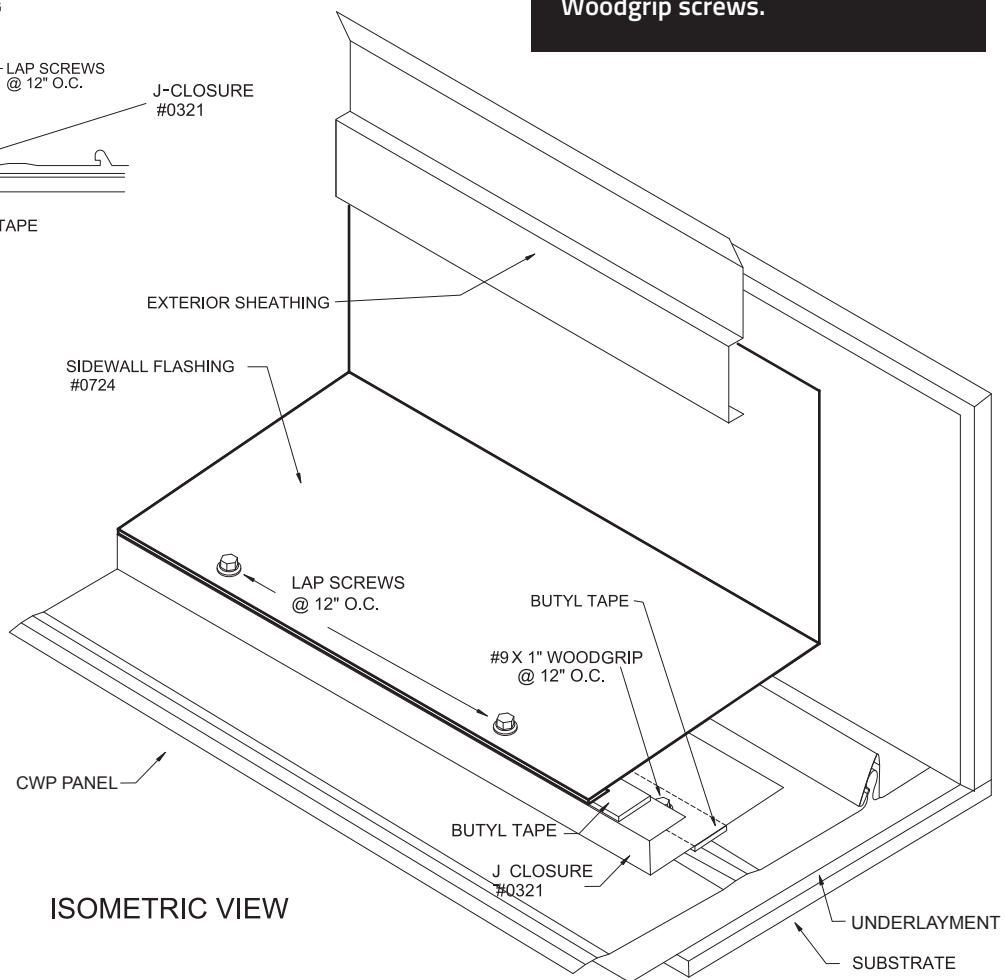 Woodgrip screws.
LAP SCREWS
@ 12" O.C.
J-CLOSURE
#0321
TAPE
EXTERIOR SHEATHING
SIDEWALL FLASHING
#0724
LAP SCREWS
@ 12" O.C.
BUTYL TAPE
#9 X 1" WOODGRIP
@ 12" O.C.
CWP PANEL
BUTYL TAPE
J CLOSURE
#0321
ISOMETRIC VIEW
UNDERLAYMENT
SUBSTRATE